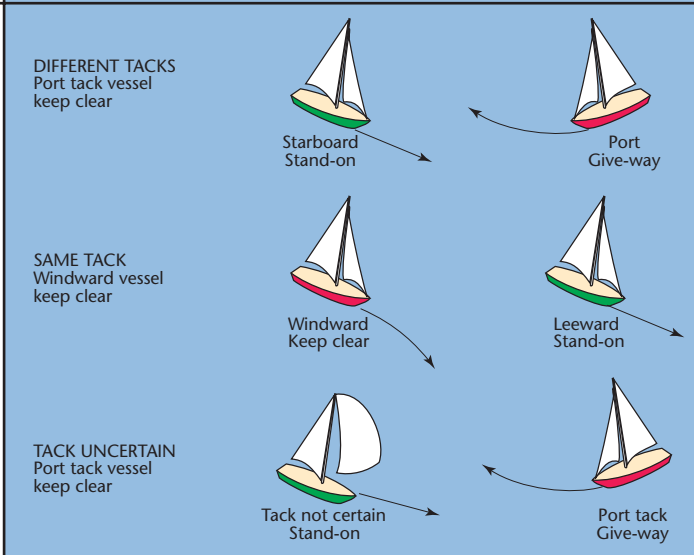 DIFFERENT TACKS
Port tack vessel
keep clear
Starboard
Stand-on
Port
Give-way
SAME TACK
Windward vessel
keep clear
Windward
Keep clear
Leeward
Stand-on
TACK UNCERTAIN
Port tack vessel
keep clear
Tack not certain
Stand-on
Port tack
Give-way